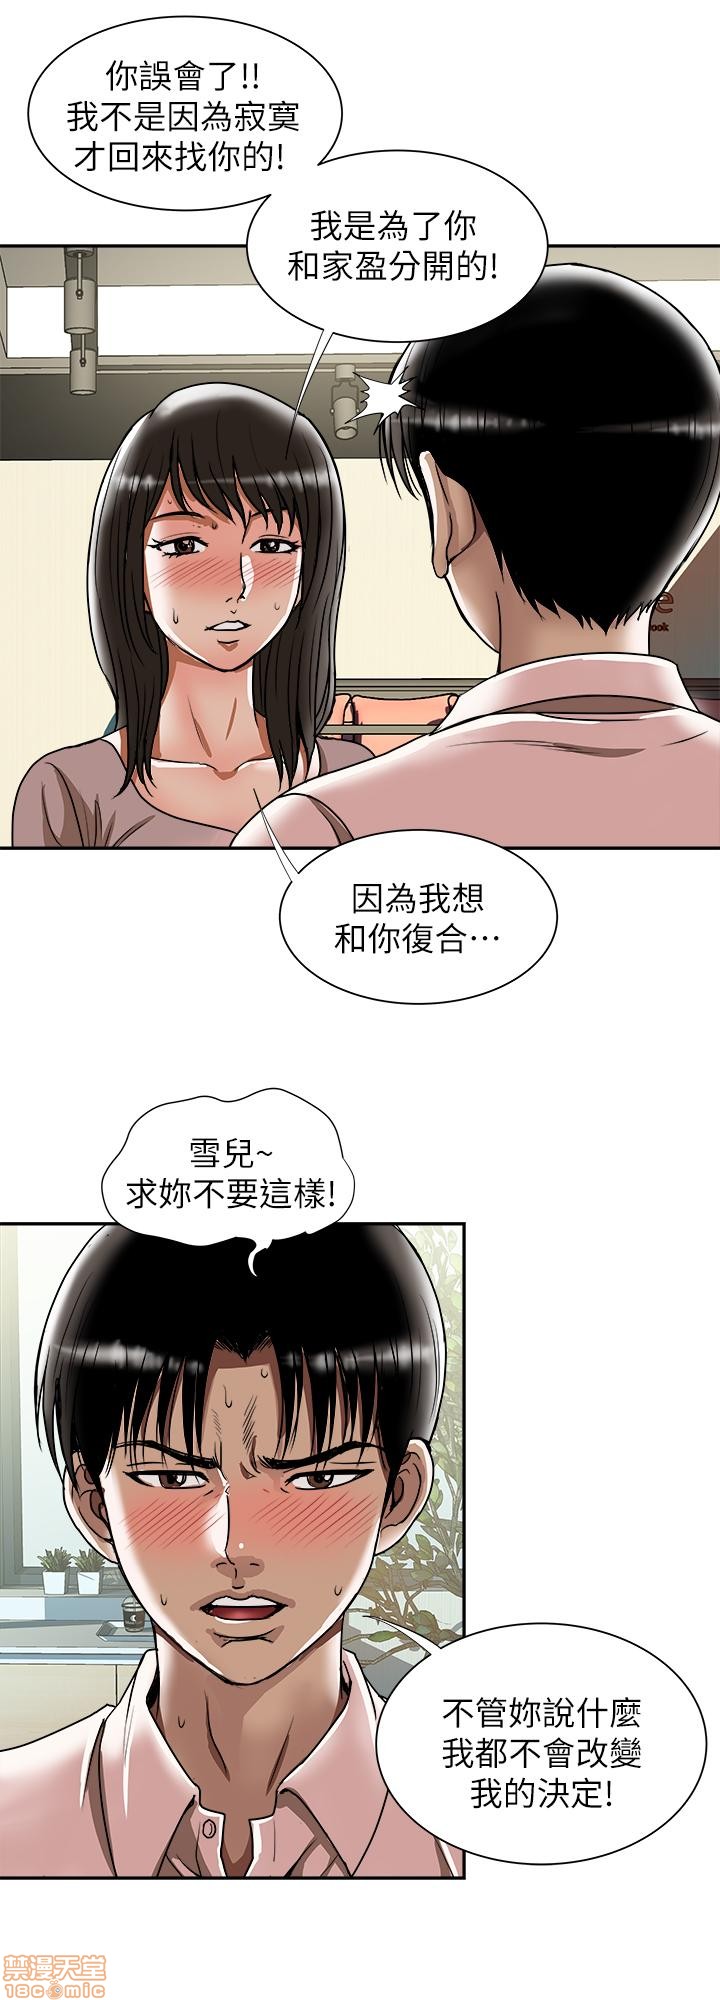 你誤會了!!
我不是因為寂寞
才回來找你的!
我是為了你
和家盈分開的!
e
ook
因為我想
和你復合⋯
雪兒~
求妳不要這樣!
不管妳說什麼
我都不會改變
我的決定!
禁漫天堂
18comic